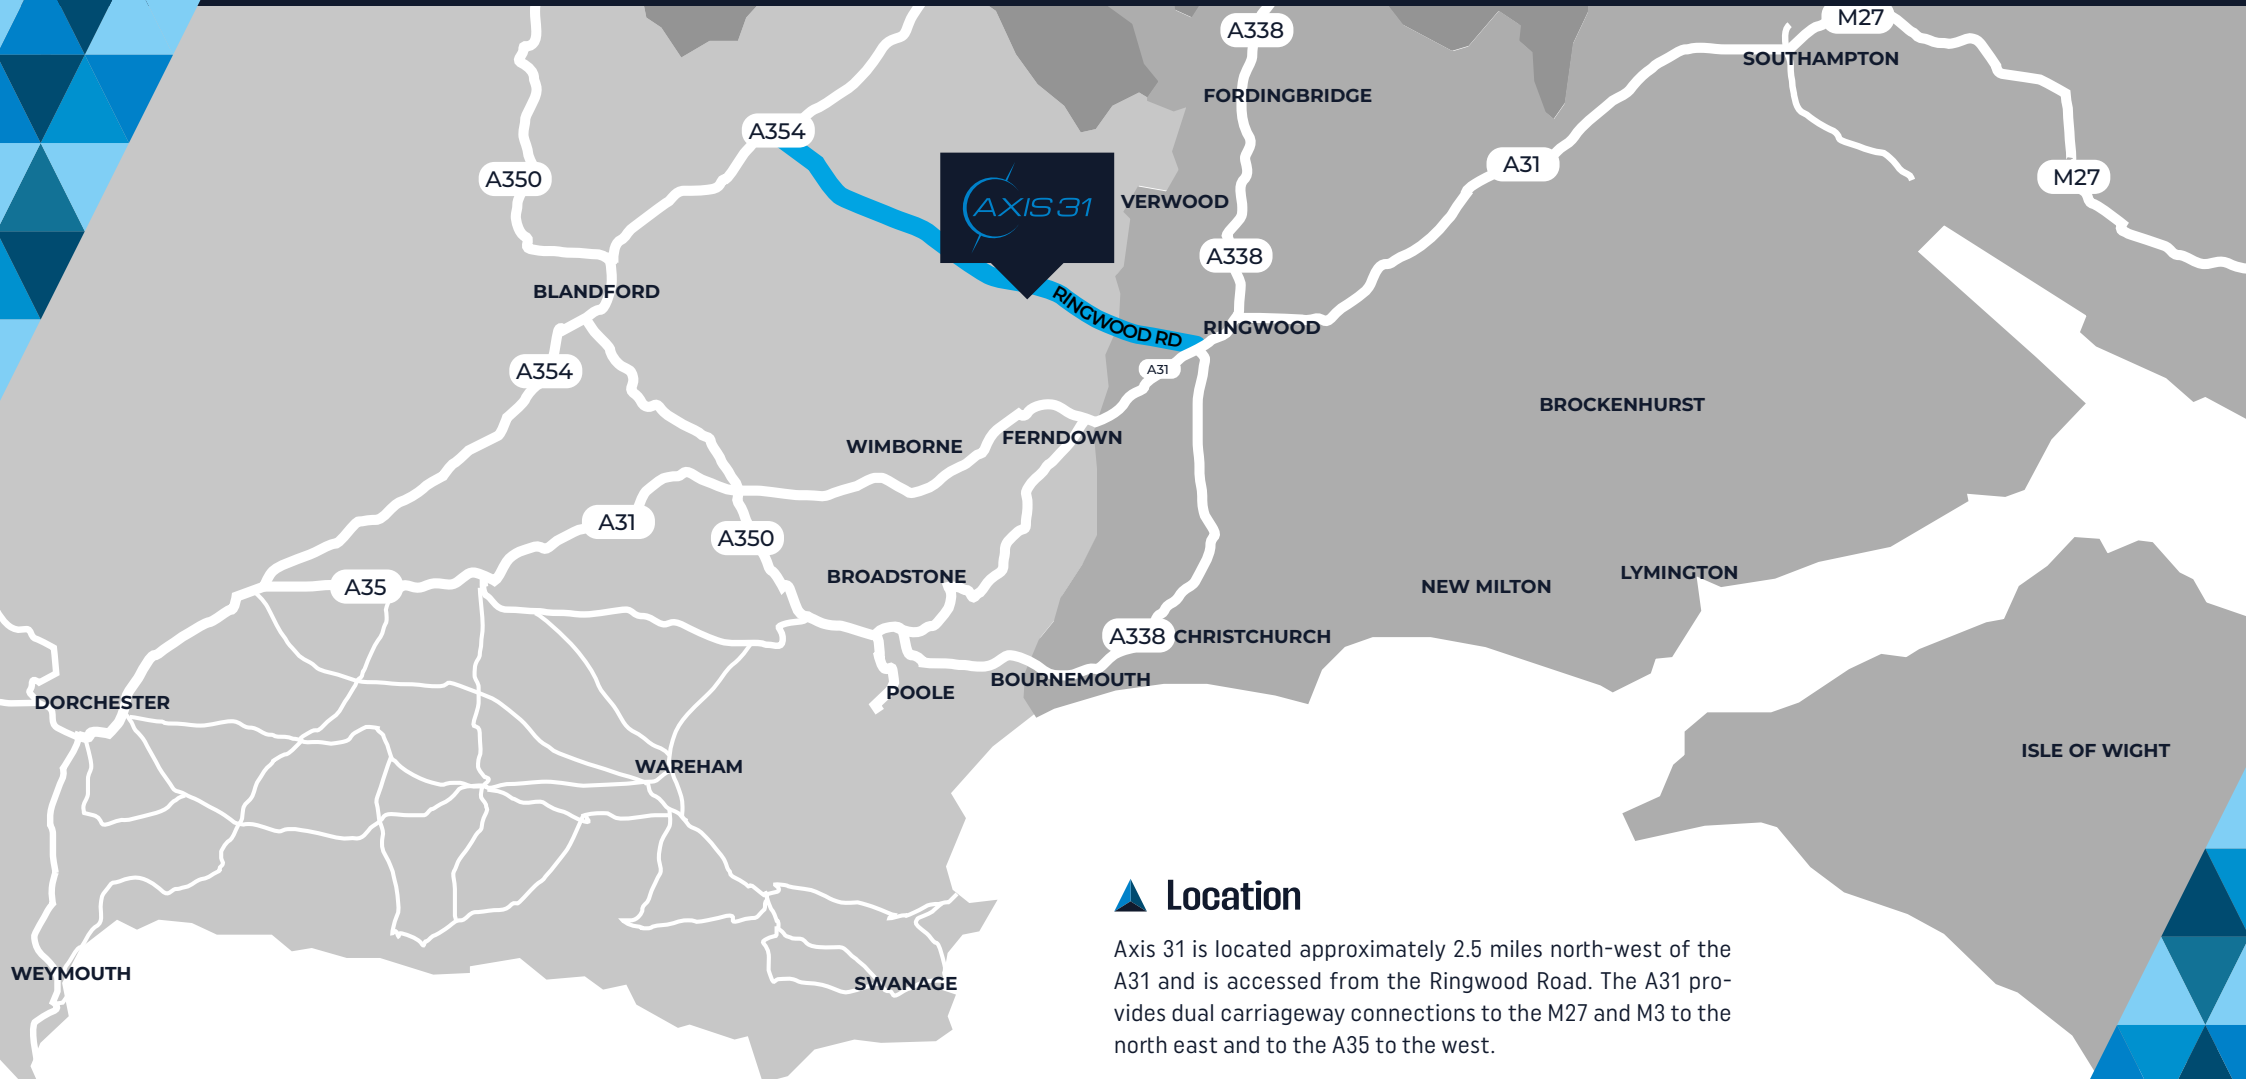 M27
A338
SOUTHAMPTON
FORDINGBRIDGE
A354
A31
A350
M27
AXIS 31
VERWOOD
A338
BLANDFORD
RINGWOOD RD
RINGWOOD
A354
A31
BROCKENHURST
WIMBORNE
FERNDOWN
A31
A350
BROADSTONE
A35
NEW MILTON
LYMINGTON
A338
CHRISTCHURCH
BOURNEMOUTH
POOLE
DORCHESTER
ISLE OF WIGHT
WAREHAM
WEYMOUTH
SWANAGE
Location
Axis 31 is located approximately 2.5 miles north-west of the
A31 and is accessed from the Ringwood Road. The A31 pro-
vides dual carriageway connections to the M27 and M3 to the
north east and to the A35 to the west.